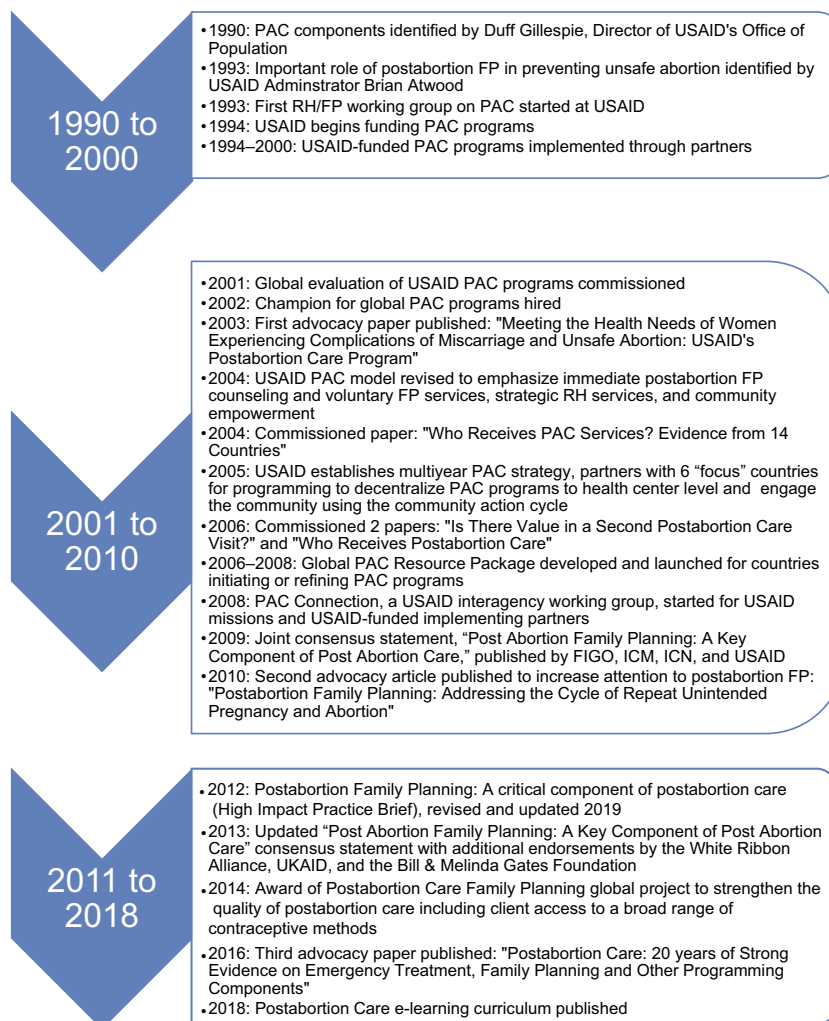 1990 to
2000
•1990: PAC components identified by Duff Gillespie, Director of USAID's Office of
Population
•1993: Important role of postabortion FP in preventing unsafe abortion identified by
USAID Adminstrator Brian Atwood
•1993: First RH/FP working group on PAC started at USAID
•1994: USAID begins funding PAC programs
•1994–2000: USAID-funded PAC programs implemented through partners
2001 to
2010
•2001: Global evaluation of USAID PAC programs commissioned
•2002: Champion for global PAC programs hired
•2003: First advocacy paper published: "Meeting the Health Needs of Women
Experiencing Complications of Miscarriage and Unsafe Abortion: USAID's
Postabortion Care Program"
•2004: USAID PAC model revised to emphasize immediate postabortion FP
counseling and voluntary FP services, strategic RH services, and community
empowerment
•2004: Commissioned paper: "Who Receives PAC Services? Evidence from 14
Countries"
•2005: USAID establishes multiyear PAC strategy, partners with 6 “focus” countries
for programming to decentralize PAC programs to health center level and engage
the community using the community action cycle
•2006: Commissioned 2 papers: "Is There Value in a Second Postabortion Care
Visit?" and "Who Receives Postabortion Care"
•2006–2008: Global PAC Resource Package developed and launched for countries
initiating or refining PAC programs
•2008: PAC Connection, a USAID interagency working group, started for USAID
missions and USAID-funded implementing partners
•2009: Joint consensus statement, “Post Abortion Family Planning: A Key
Component of Post Abortion Care,” published by FIGO, ICM, ICN, and USAID
•2010: Second advocacy article published to increase attention to postabortion FP:
"Postabortion Family Planning: Addressing the Cycle of Repeat Unintended
Pregnancy and Abortion"
2011 to
2018
•2012: Postabortion Family Planning: A critical component of postabortion care
(High Impact Practice Brief), revised and updated 2019
•2013: Updated “Post Abortion Family Planning: A Key Component of Post Abortion
Care” consensus statement with additional endorsements by the White Ribbon
Alliance, UKAID, and the Bill & Melinda Gates Foundation
•2014: Award of Postabortion Care Family Planning global project to strengthen the
quality of postabortion care including client access to a broad range of
contraceptive methods
•2016: Third advocacy paper published: "Postabortion Care: 20 years of Strong
Evidence on Emergency Treatment, Family Planning and Other Programming
Components"
•2018: Postabortion Care e-learning curriculum published